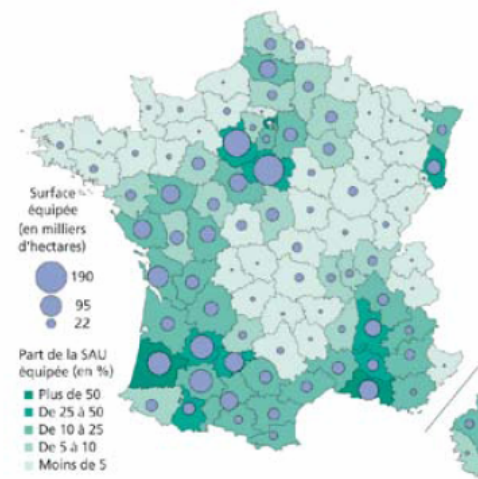 Surface
équipée
(en milliers
d'hectares)
190
95
22
Part de la SAU
équipée (en %)
Plus de 50
De 25 à 50
De 10 à 25
De 5 à 10
Moins de 5